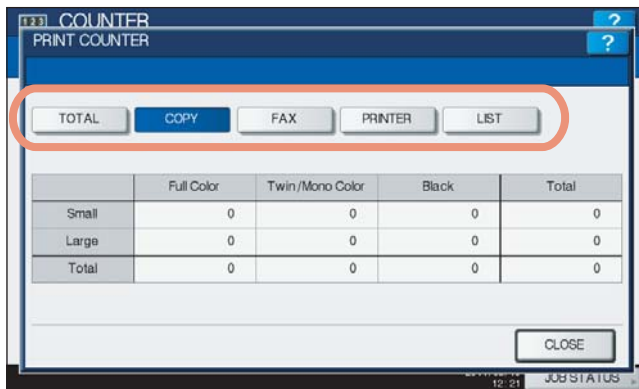 123 COUNTER ?
PRINT COUNTER ?
TOTAL COPY FAX PRINTER LIST
Full Color Twin/Mono Color Black Total
Small 0 0 0 0
Large 0 0 0 0
Total 0 0 0 0
CLOSE
12:21 JOB STATUS